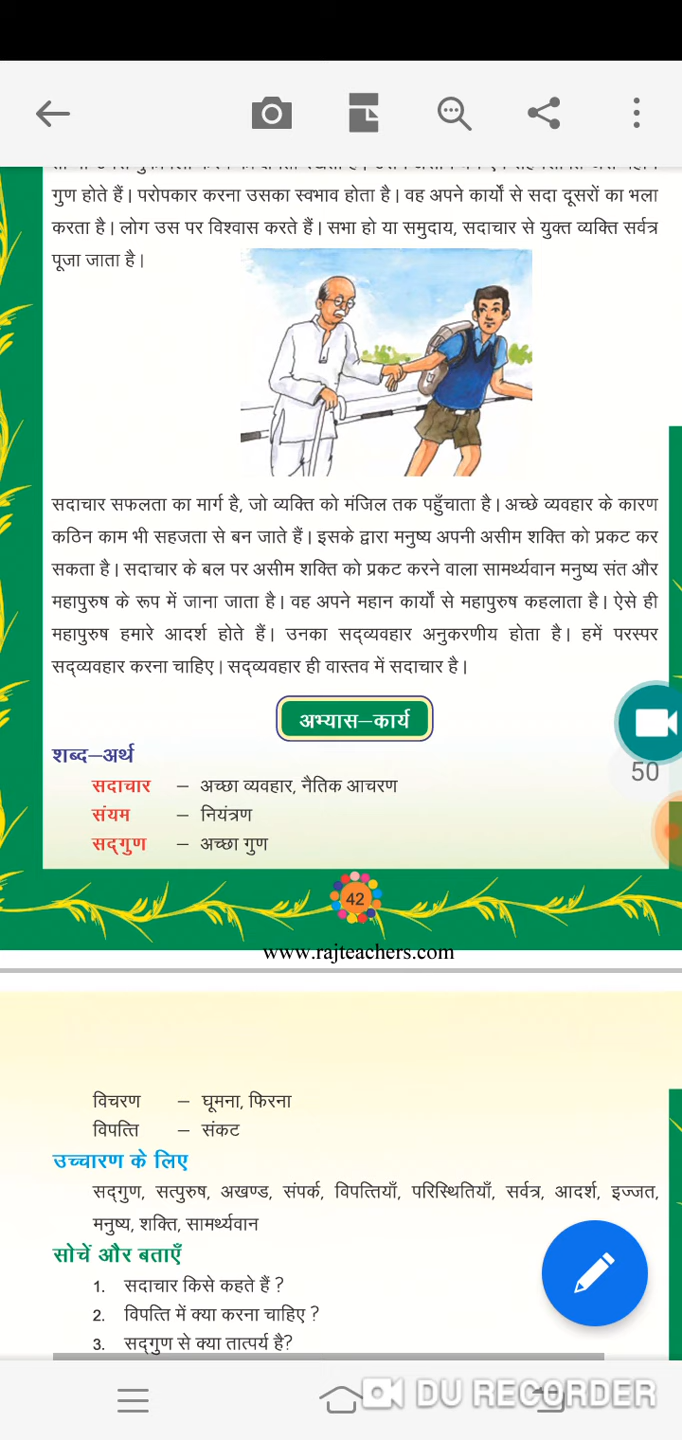 गुण होते हैं। परोपकार करना उसका स्वभाव होता है। वह अपने कार्यों से सदा दूसरों का भला
करता है। लोग उस पर विश्वास करते हैं। सभा हो या समुदाय, सदाचार से युक्त व्यक्ति सर्वत्र
पूजा जाता है।
सदाचार सफलता का मार्ग है, जो व्यक्ति को मंजिल तक पहुँचाता है। अच्छे व्यवहार के कारण
कठिन काम भी सहजता से बन जाते हैं। इसके द्वारा मनुष्य अपनी असीम शक्ति को प्रकट कर
सकता है। सदाचार के बल पर असीम शक्ति को प्रकट करने वाला सामर्थ्यवान मनुष्य संत और
महापुरुष के रूप में जाना जाता है। वह अपने महान कार्यों से महापुरुष कहलाता है। ऐसे ही
महापुरुष हमारे आदर्श होते हैं। उनका सद्व्यवहार अनुकरणीय होता है। हमें परस्पर
सद्व्यवहार करना चाहिए। सद्व्यवहार ही वास्तव में सदाचार है।
अभ्यास–कार्य
शब्द–अर्थ
50
सदाचार – अच्छा व्यवहार, नैतिक आचरण
संयम – नियंत्रण
सद्गुण – अच्छा गुण
42
www.rajteachers.com
विचरण – घूमना, फिरना
विपत्ति – संकट
उच्चारण के लिए
सद्गुण, सत्पुरुष, अखण्ड, संपर्क, विपत्तियाँ, परिस्थितियाँ, सर्वत्र, आदर्श, इज्जत,
मनुष्य, शक्ति, सामर्थ्यवान
सोचें और बताएँ
1. सदाचार किसे कहते हैं ?
2. विपत्ति में क्या करना चाहिए ?
3. सद्गुण से क्या तात्पर्य है?
DU RECORDER